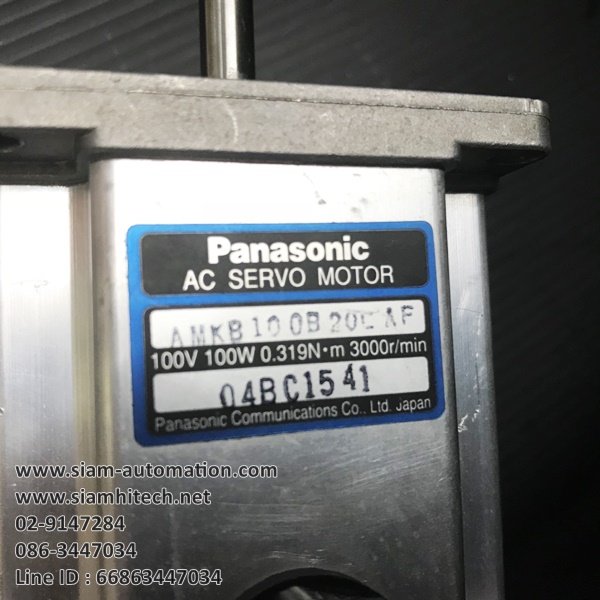 Panasonic
AC SERVO MOTOR
AMKB100B20CAF
100V 100W 0.319N·m 3000r/min
04BC1541
Panasonic Communications Co., Ltd. Japan
www.siam-automation.com
www.siamhitech.net
02-9147284
086-3447034
Line ID : 66863447034